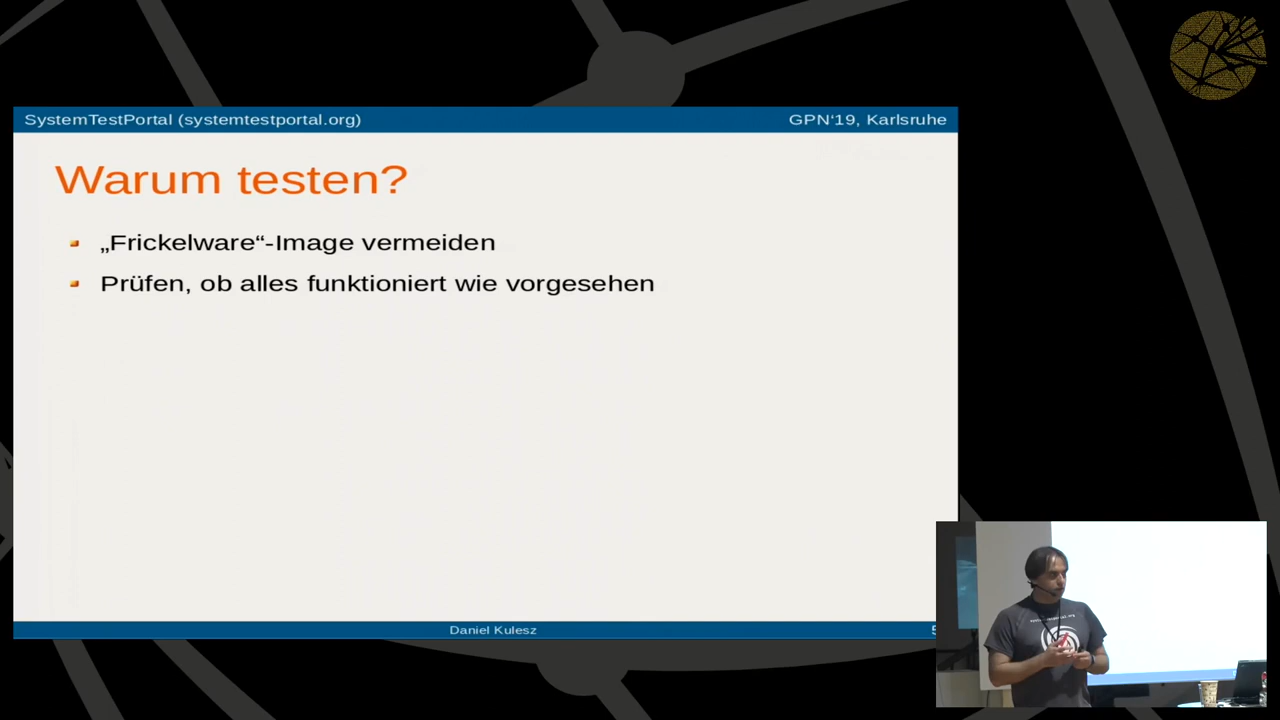 SystemTestPortal (systemtestportal.org)
GPN‘19, Karlsruhe
Warum testen?
„Frickelware“-Image vermeiden
Prüfen, ob alles funktioniert wie vorgesehen
Daniel Kulesz